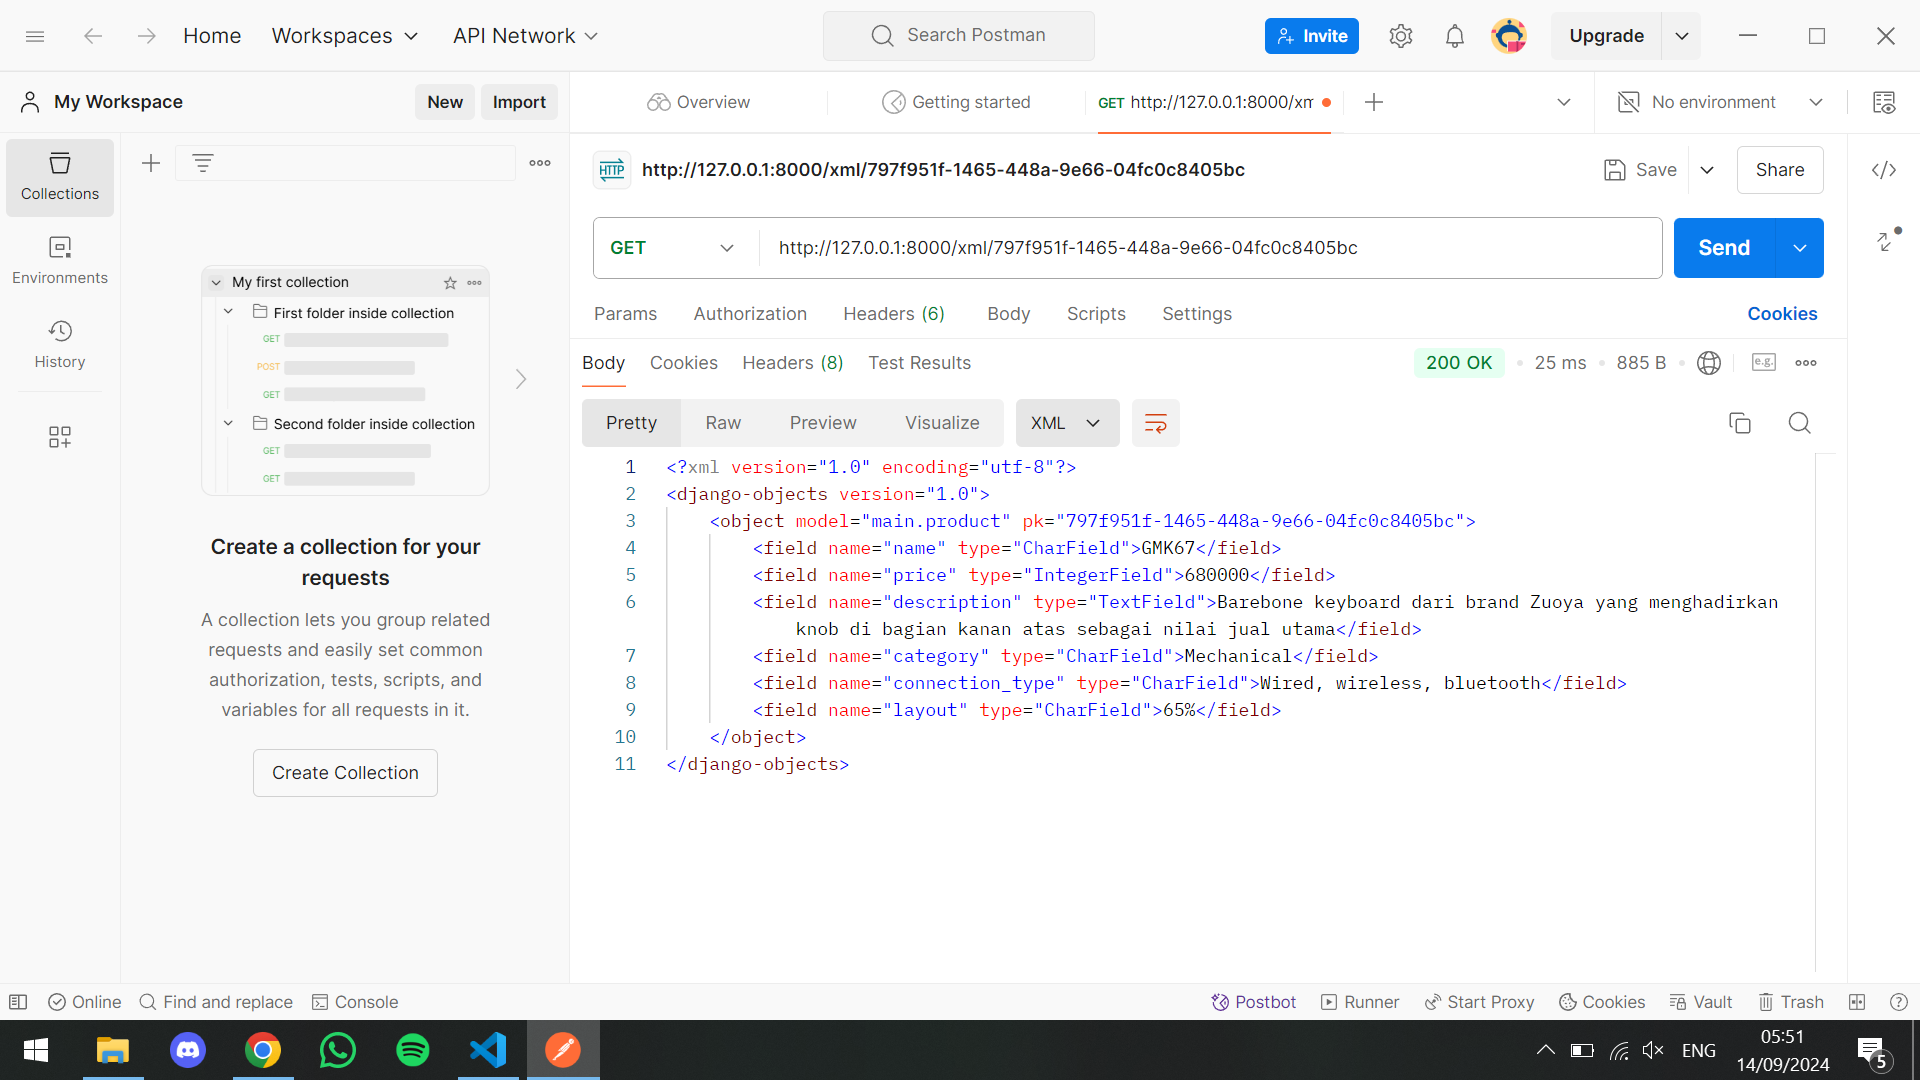 Home
Workspaces
API Network
Search Postman
Invite
Upgrade
My Workspace
New
Import
Overview
Getting started
GET http://127.0.0.1:8000/xm
No environment
Collections
Environments
History
My first collection
First folder inside collection
GET
POST
GET
Second folder inside collection
GET
GET
Create a collection for your
requests
A collection lets you group related
requests and easily set common
authorization, tests, scripts, and
variables for all requests in it.
Create Collection
HTTP
http://127.0.0.1:8000/xml/797f951f-1465-448a-9e66-04fc0c8405bc
Save
Share
GET
http://127.0.0.1:8000/xml/797f951f-1465-448a-9e66-04fc0c8405bc
Send
Params
Authorization
Headers (6)
Body
Scripts
Settings
Cookies
Body
Cookies
Headers (8)
Test Results
200 OK
25 ms
885 B
e.g.
Pretty
Raw
Preview
Visualize
XML
1 <?xml version="1.0" encoding="utf-8"?>
2 <django-objects version="1.0">
3 <object model="main.product" pk="797f951f-1465-448a-9e66-04fc0c8405bc">
4 <field name="name" type="CharField">GMK67</field>
5 <field name="price" type="IntegerField">680000</field>
6 <field name="description" type="TextField">Barebone keyboard dari brand Zuoya yang menghadirkan
knob di bagian kanan atas sebagai nilai jual utama</field>
7 <field name="category" type="CharField">Mechanical</field>
8 <field name="connection_type" type="CharField">Wired, wireless, bluetooth</field>
9 <field name="layout" type="CharField">65%</field>
10 </object>
11 </django-objects>
Online
Find and replace
Console
Postbot
Runner
Start Proxy
Cookies
Vault
Trash
ENG
05:51
14/09/2024
5